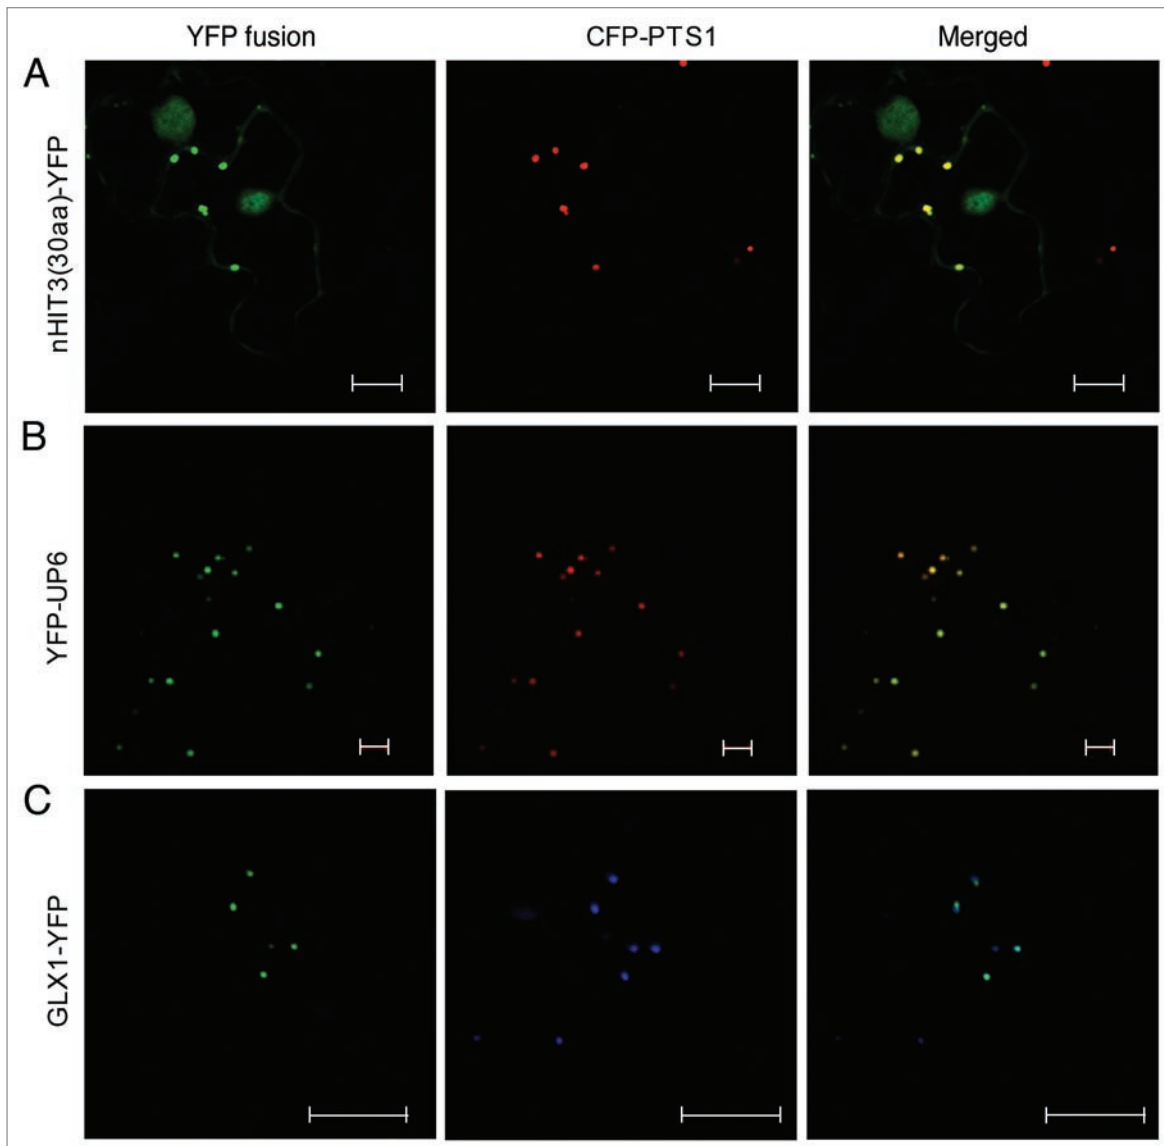 YFP fusion CFP-PTS1 Merged
A
nHIT3(30aa)-YFP
B
YFP-UP6
C
GLX1-YFP